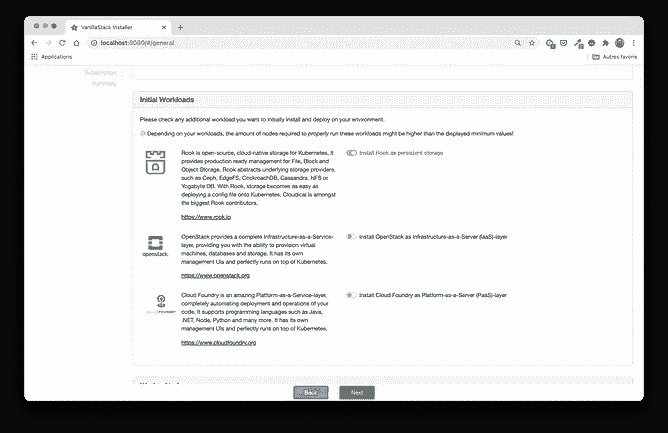 VanillaStack Installer
localhost:8080/#/general
Applications
Autres favoris
Subscription
Summary
Initial Workloads
Please check any additional workload you want to initially install and deploy on your environment.
Depending on your workloads, the amount of nodes required to properly run these workloads might be higher than the displayed minimum values!
Rook is open-source, cloud-native storage for Kubernetes. It
provides production ready management for File, Block and
Object Storage. Rook abstracts underlying storage providers,
such as Ceph, EdgeFS, CockroachDB, Cassandra, NFS or
Yogabyte DB. With Rook, storage becomes as easy as
deploying a config file onto Kubernetes. Cloudical is amongst
the biggest Rook contributors.
https://www.rook.io
Install Rook as persistent storage
openstack.
OpenStack provides a complete Infrastructure-as-a-Service-
layer, providing you with the ability to provision virtual
machines, databases and storage. It has its own
management UIs and perfectly runs on top of Kubernetes.
https://www.openstack.org
Install OpenStack as Infrastructure-as-a-Server (IaaS)-layer
CLOUD FOUNDRY
Cloud Foundry is an amazing Platform-as-a-Service-layer,
completely automating deployment and operations of your
code. It supports programming languages such as Java,
.NET, Node, Python and many more. It has its own
management UIs and perfectly runs on top of Kubernetes.
https://www.cloudfoundry.org
Install Cloud Foundry as Platform-as-a-Server (PaaS)-layer
Back
Next